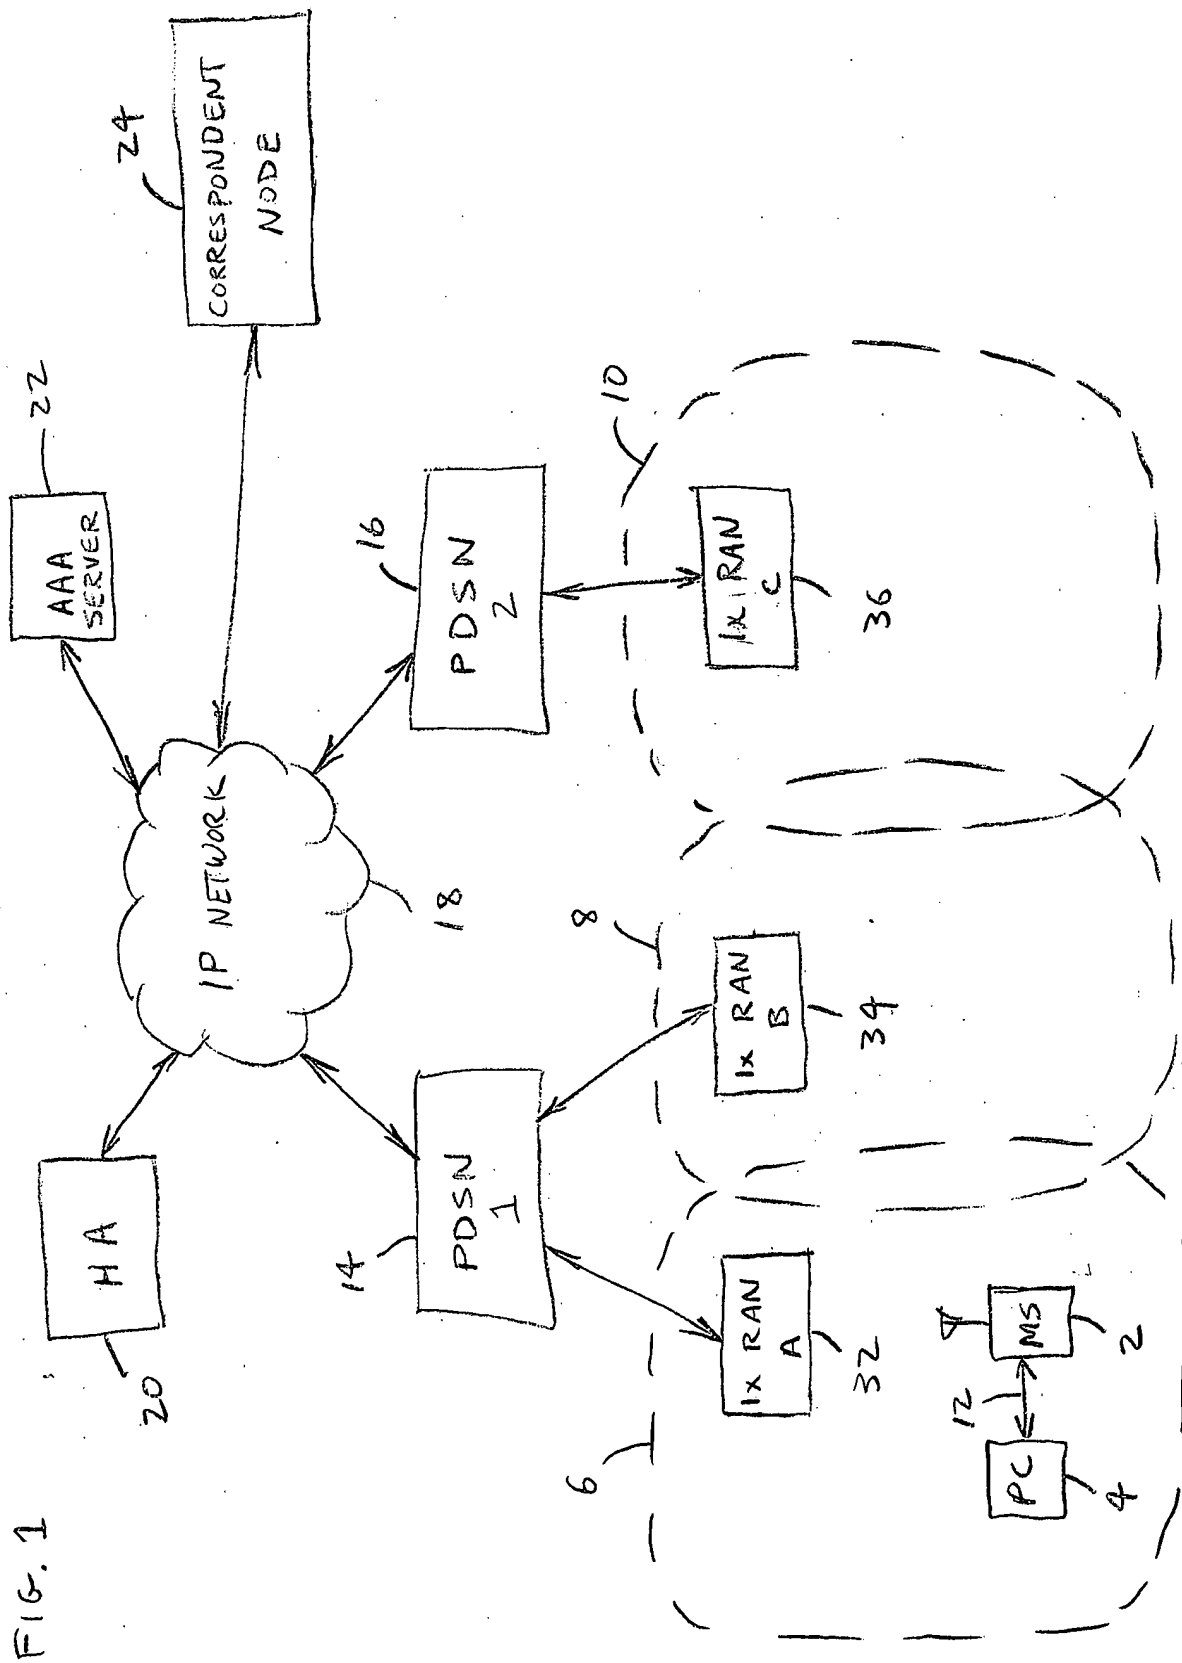 FIG. 1
HA
20
AAA
SERVER
22
CORRESPONDENT
NODE
24
IP NETWORK
18
PDSN
1
14
PDSN
2
16
6
8
10
1x RAN
A
32
1x RAN
B
34
1x RAN
C
36
PC
4
12
MS
2